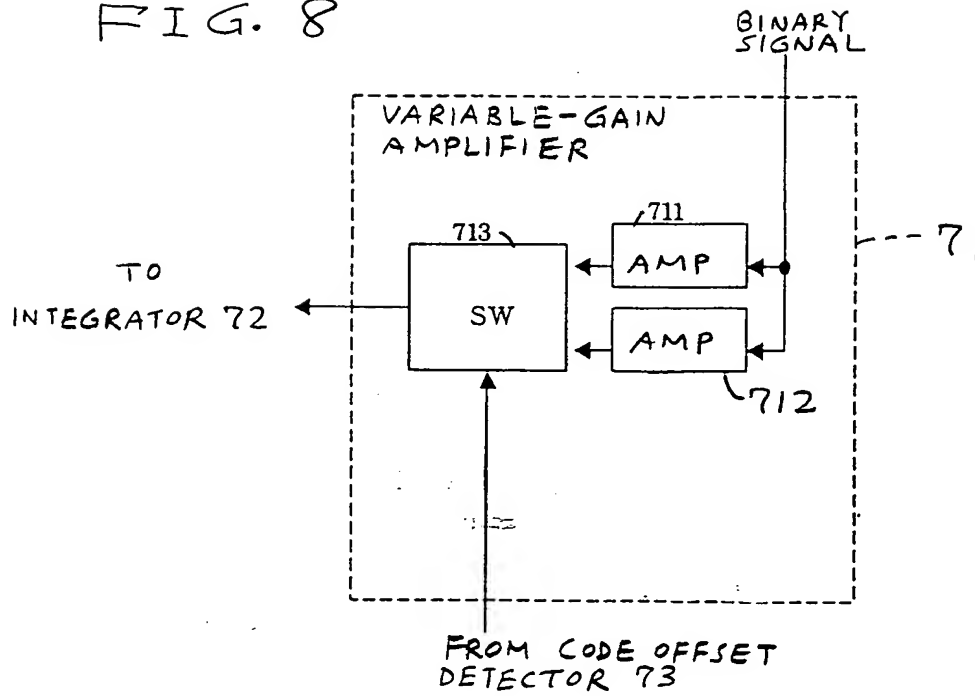 FIG. 8
BINARY
SIGNAL
VARIABLE-GAIN
AMPLIFIER
711
AMP
713
SW
7
TO
INTEGRATOR 72
AMP
712
FROM CODE OFFSET
DETECTOR 73